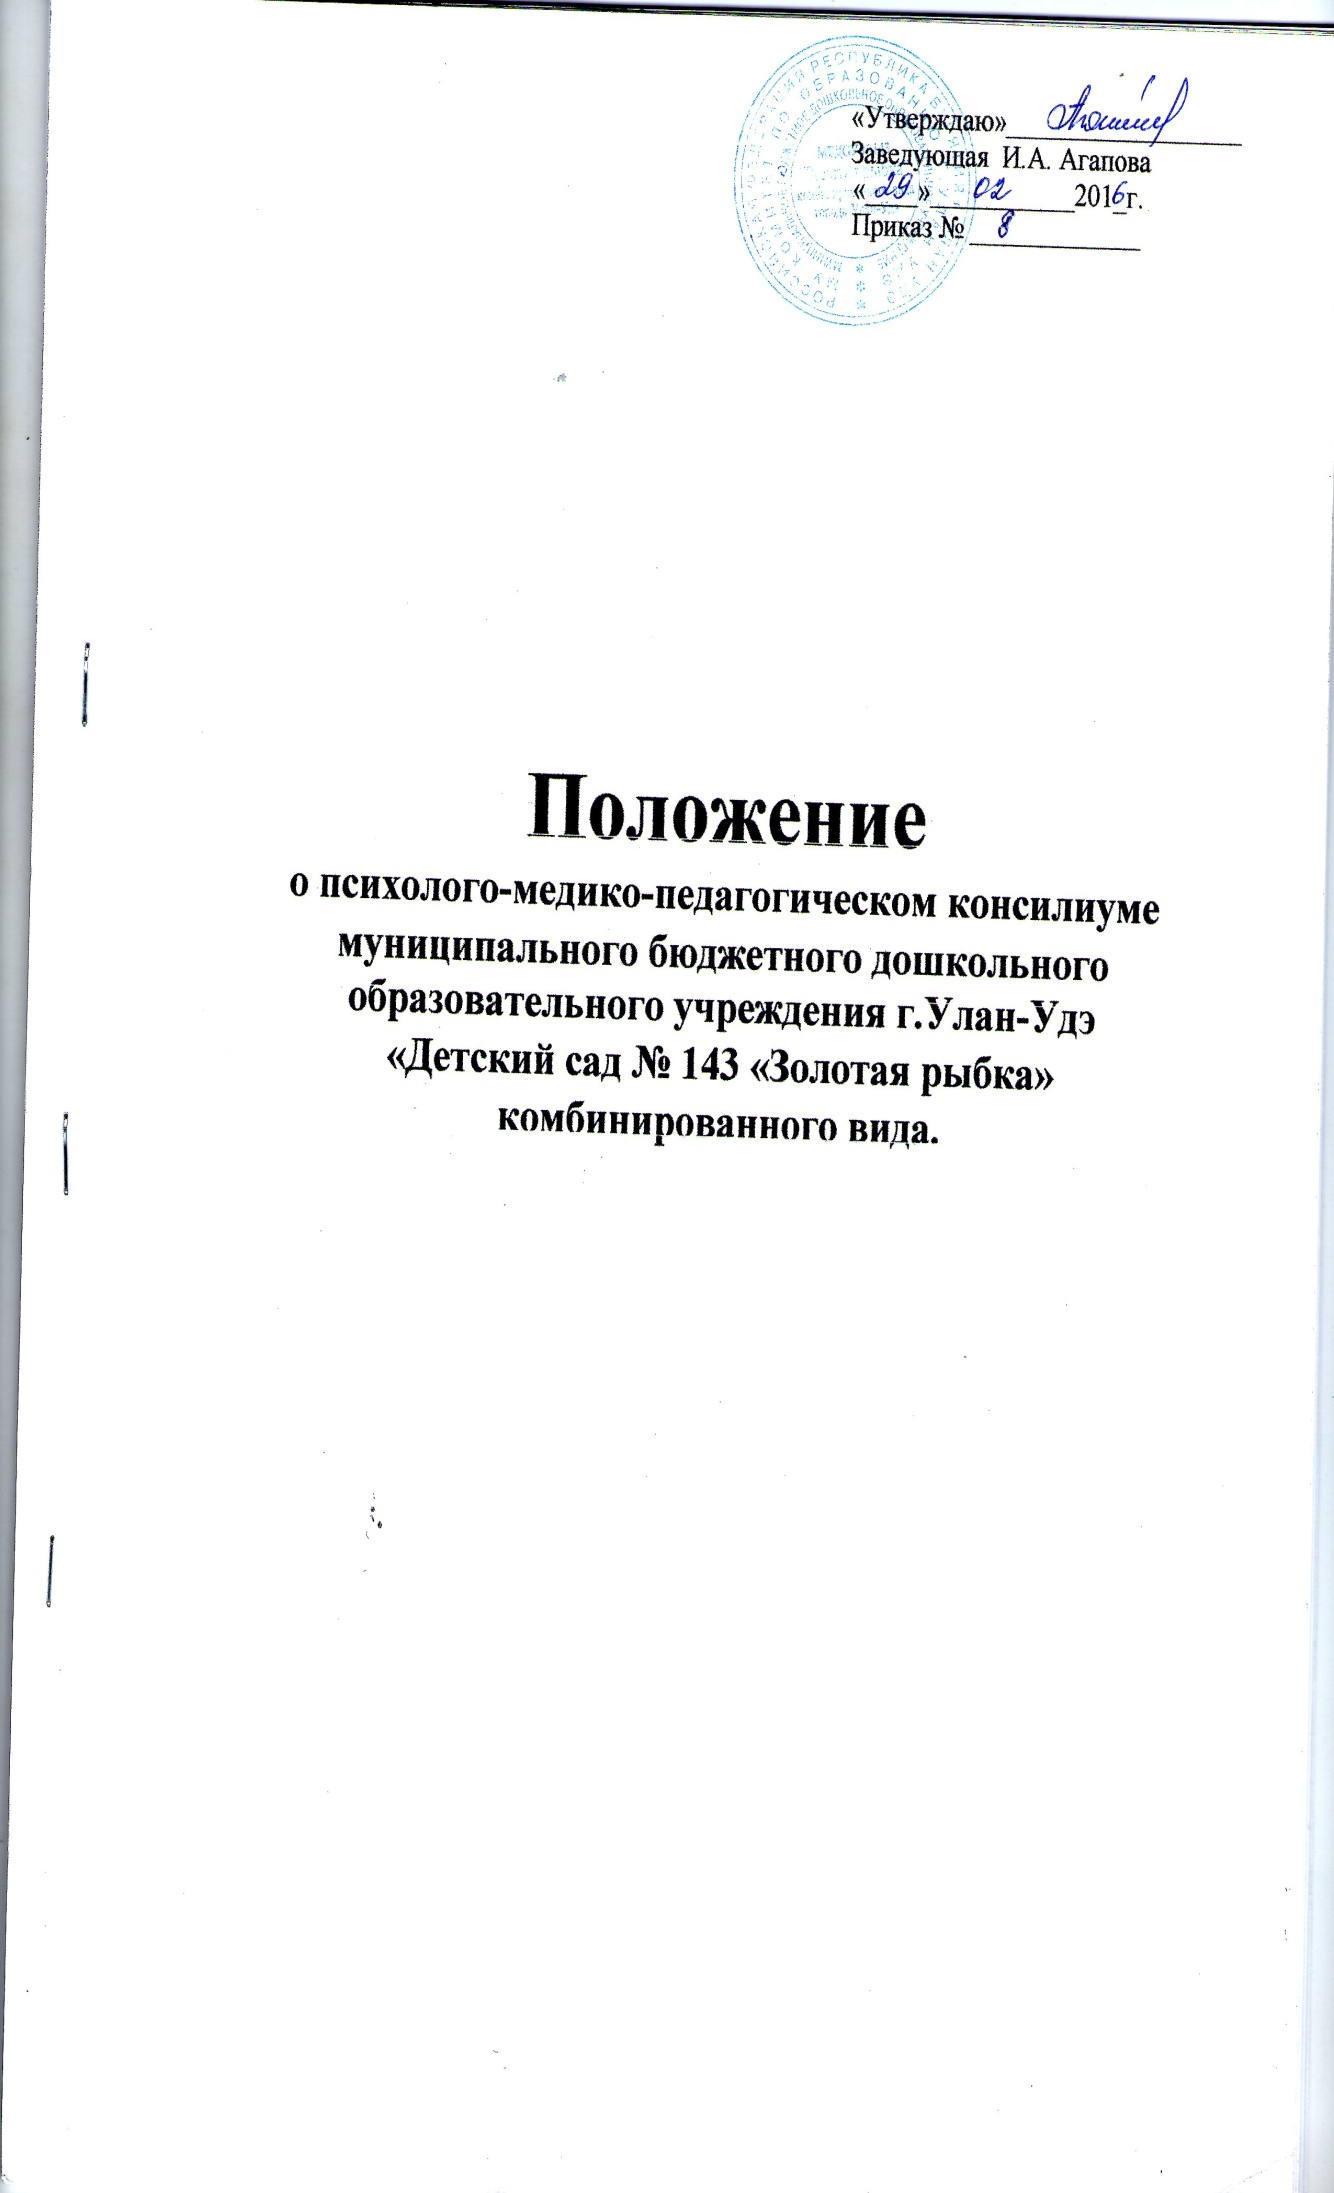 «Утверждаю»
Заведующая И.А. Агапова
«29» 02 2016г.
Приказ № 8
Положение
о психолого-медико-педагогическом консилиуме
муниципального бюджетного дошкольного
образовательного учреждения г.Улан-Удэ
«Детский сад № 143 «Золотая рыбка»
комбинированного вида.